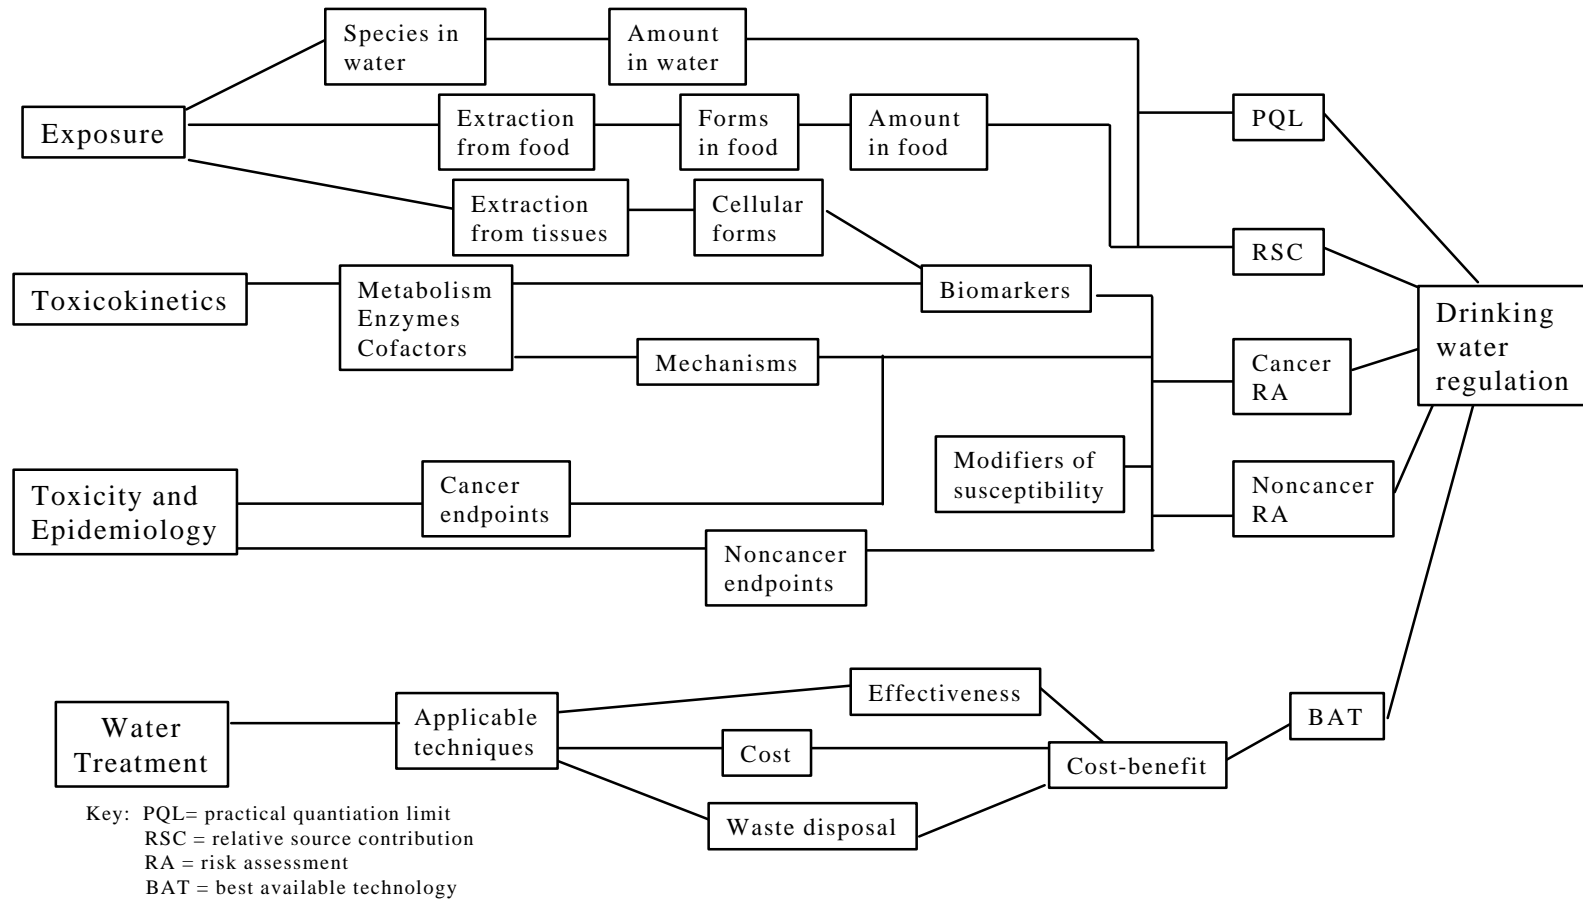 Species in
water
Amount
in water
Exposure
Extraction
from food
Forms
in food
Amount
in food
PQL
Extraction
from tissues
Cellular
forms
RSC
Toxicokinetics
Metabolism
Enzymes
Cofactors
Biomarkers
Mechanisms
Drinking
water
regulation
Cancer
RA
Toxicity and
Epidemiology
Cancer
endpoints
Modifiers of
susceptibility
Noncancer
RA
Noncancer
endpoints
Water
Treatment
Applicable
techniques
Effectiveness
Cost
Waste disposal
Cost-benefit
BAT
Key: PQL= practical quantiation limit
RSC = relative source contribution
RA = risk assessment
BAT = best available technology